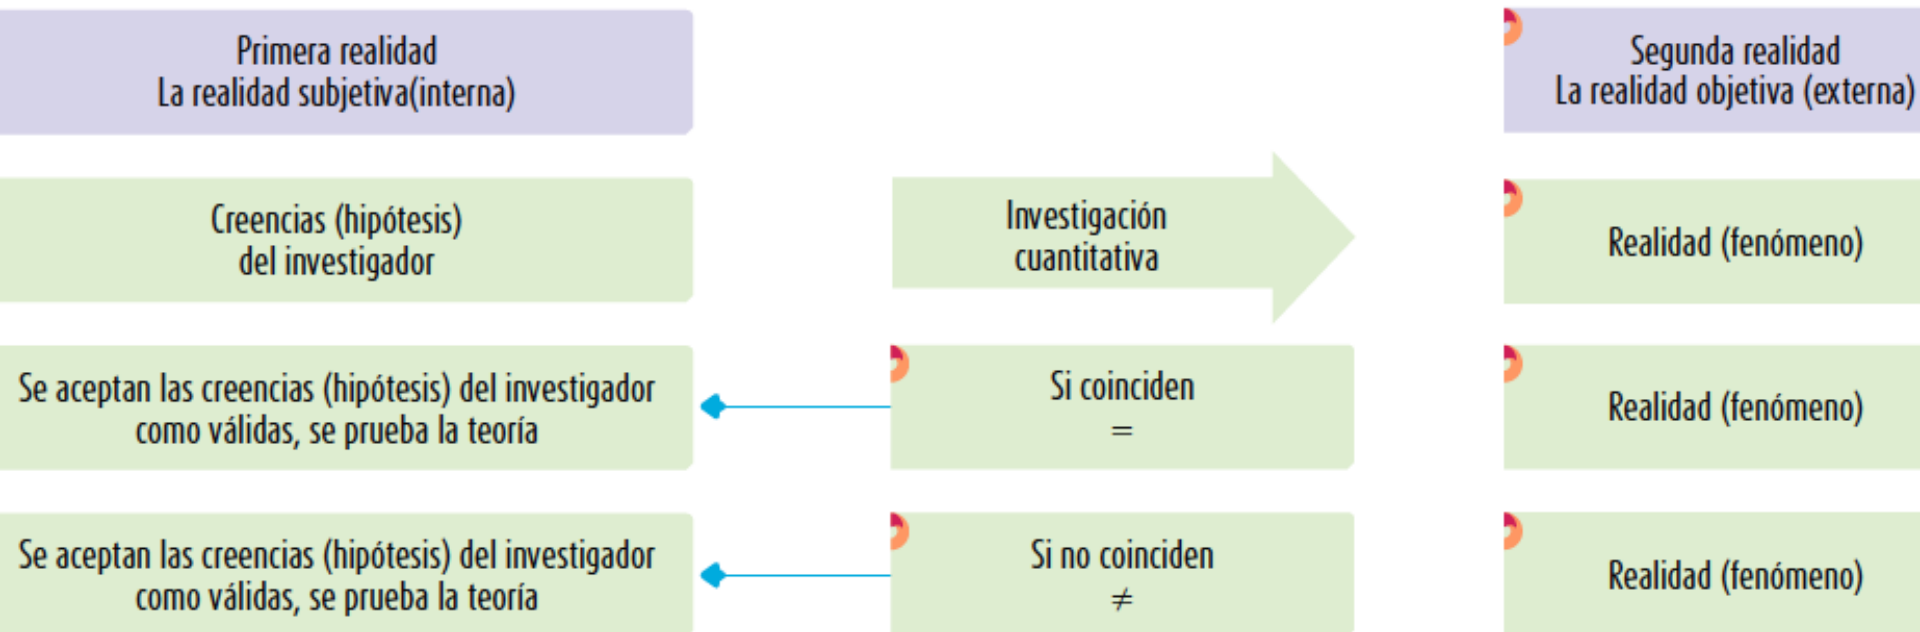 Primera realidad
La realidad subjetiva(interna)
Segunda realidad
La realidad objetiva (externa)
Creencias (hipótesis)
del investigador
Investigación
cuantitativa
Realidad (fenómeno)
Se aceptan las creencias (hipótesis) del investigador
como válidas, se prueba la teoría
Si coinciden
=
Realidad (fenómeno)
Se aceptan las creencias (hipótesis) del investigador
como válidas, se prueba la teoría
Si no coinciden
≠
Realidad (fenómeno)